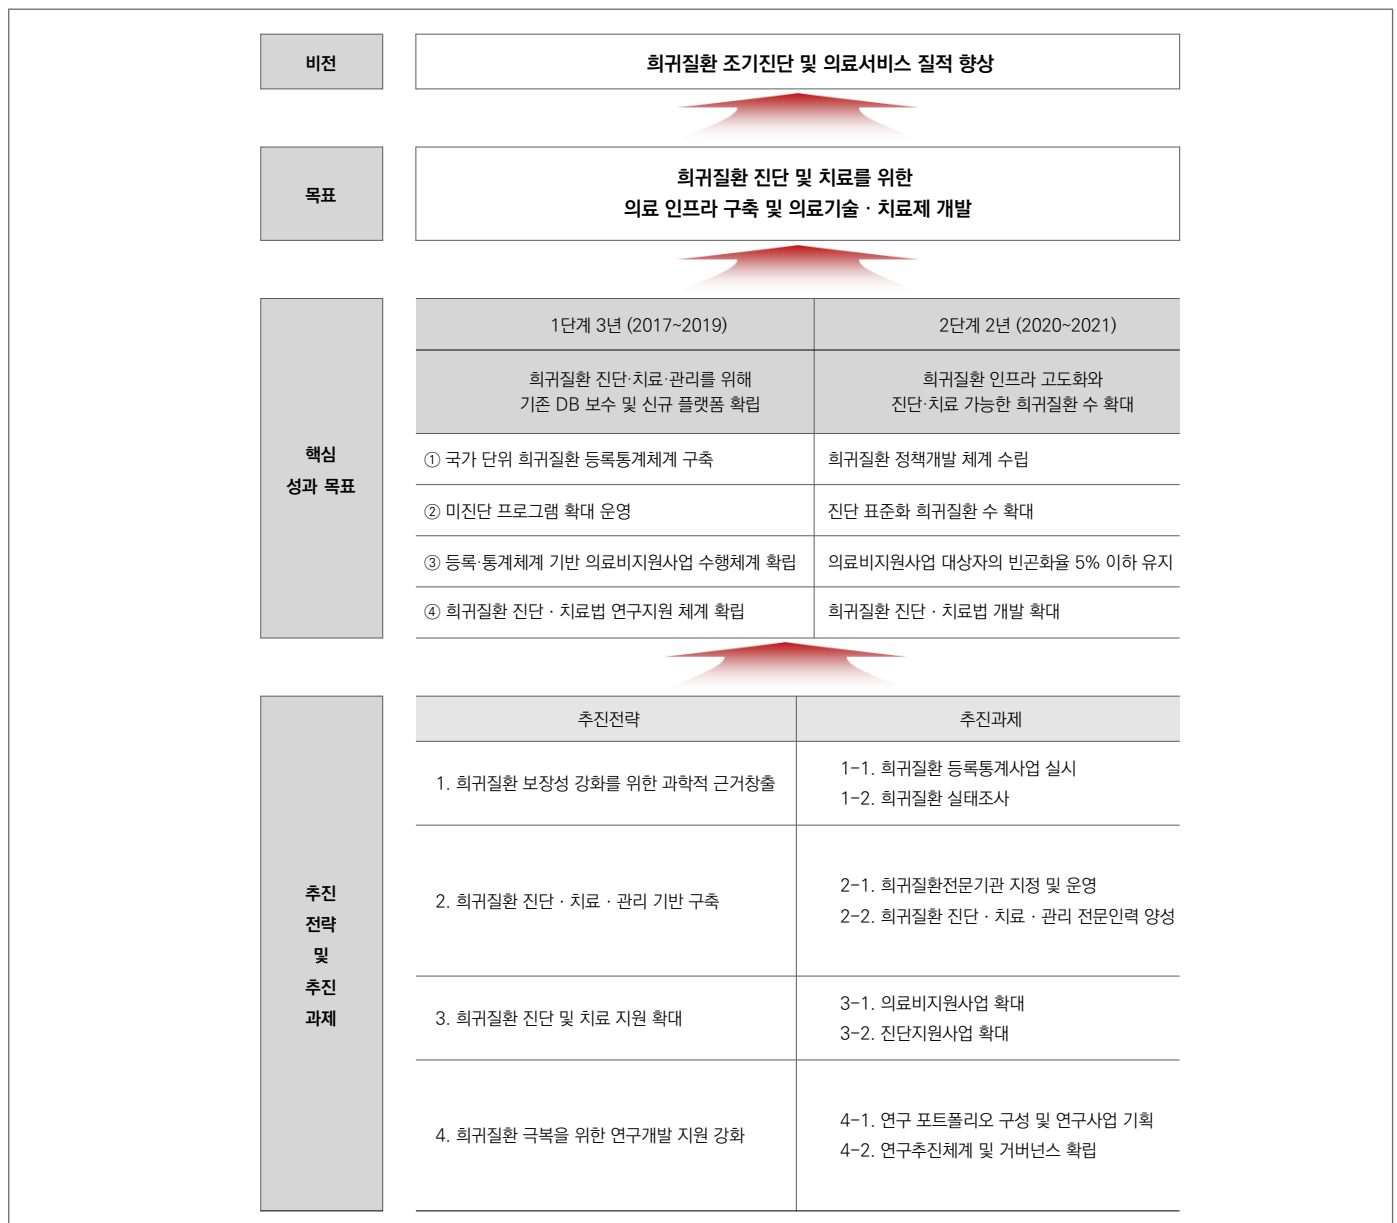 비전
희귀질환 조기진단 및 의료서비스 질적 향상
목표
희귀질환 진단 및 치료를 위한
의료 인프라 구축 및 의료기술 · 치료제 개발
핵심
성과 목표
1단계 3년 (2017~2019)
2단계 2년 (2020~2021)
희귀질환 진단·치료·관리를 위해
기존 DB 보수 및 신규 플랫폼 확립
희귀질환 인프라 고도화와
진단·치료 가능한 희귀질환 수 확대
① 국가 단위 희귀질환 등록통계체계 구축
희귀질환 정책개발 체계 수립
② 미진단 프로그램 확대 운영
진단 표준화 희귀질환 수 확대
③ 등록·통계체계 기반 의료비지원사업 수행체계 확립
의료비지원사업 대상자의 빈곤화율 5% 이하 유지
④ 희귀질환 진단 · 치료법 연구지원 체계 확립
희귀질환 진단 · 치료법 개발 확대
추진
전략
및
추진
과제
추진전략
추진과제
1. 희귀질환 보장성 강화를 위한 과학적 근거창출
1-1. 희귀질환 등록통계사업 실시
1-2. 희귀질환 실태조사
2. 희귀질환 진단 · 치료 · 관리 기반 구축
2-1. 희귀질환전문기관 지정 및 운영
2-2. 희귀질환 진단 · 치료 · 관리 전문인력 양성
3. 희귀질환 진단 및 치료 지원 확대
3-1. 의료비지원사업 확대
3-2. 진단지원사업 확대
4. 희귀질환 극복을 위한 연구개발 지원 강화
4-1. 연구 포트폴리오 구성 및 연구사업 기획
4-2. 연구추진체계 및 거버넌스 확립